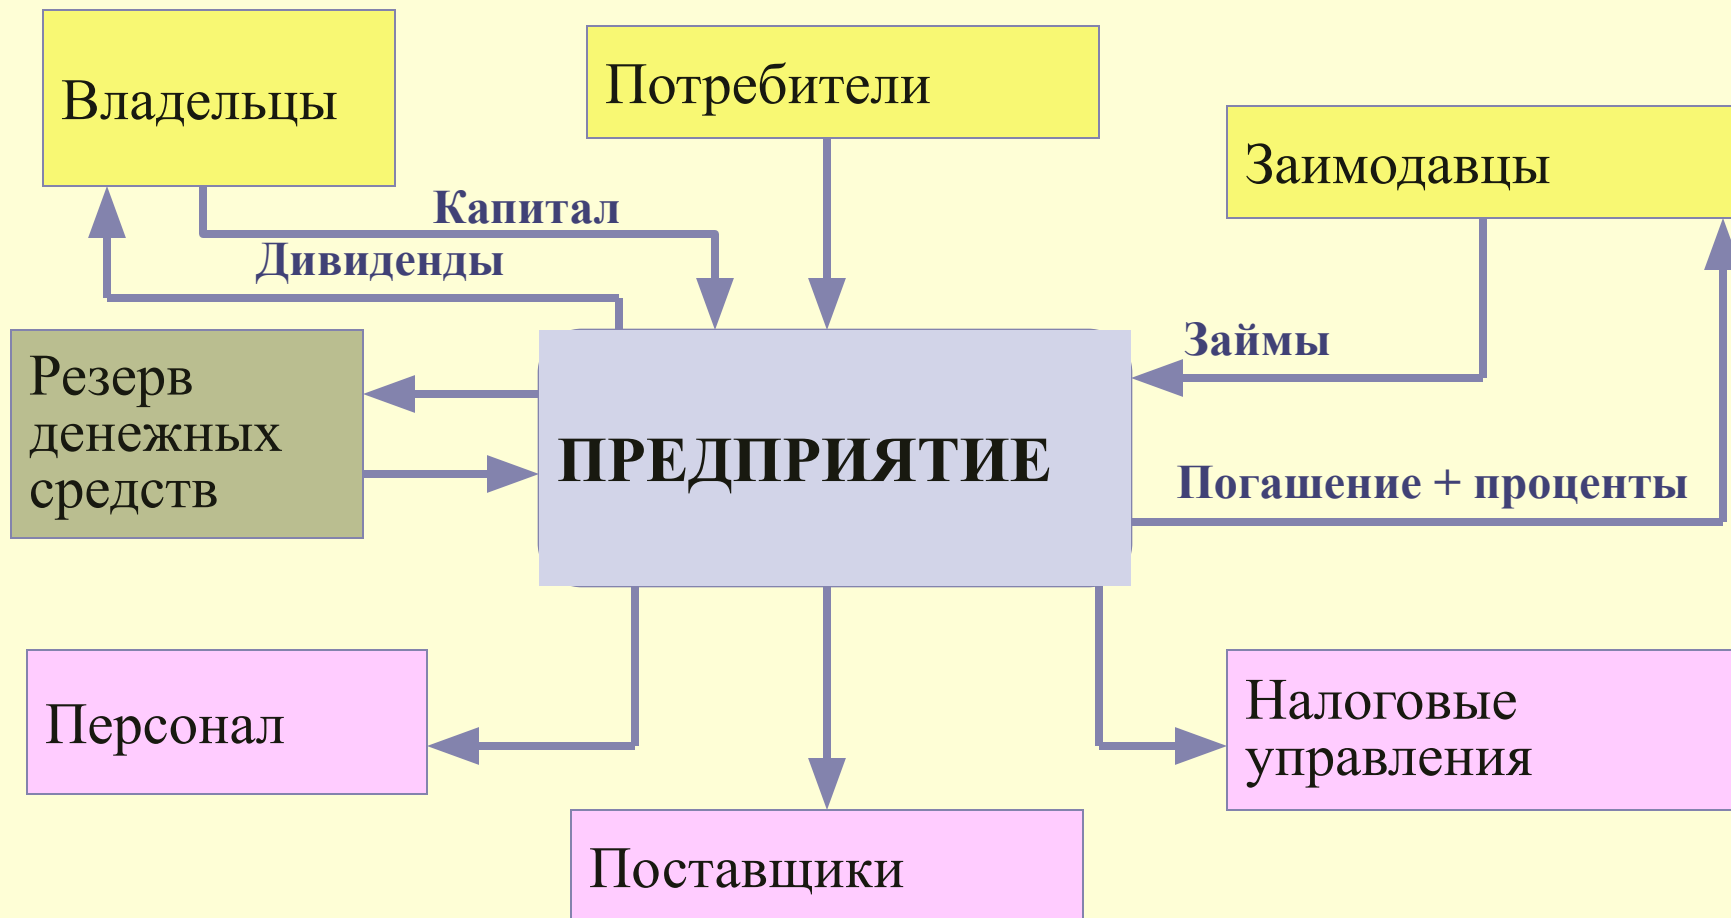 Владельцы
Потребители
Заимодавцы
Капитал
Дивиденды
Займы
Резерв
денежных
средств
ПРЕДПРИЯТИЕ
Погашение + проценты
Персонал
Налоговые
управления
Поставщики